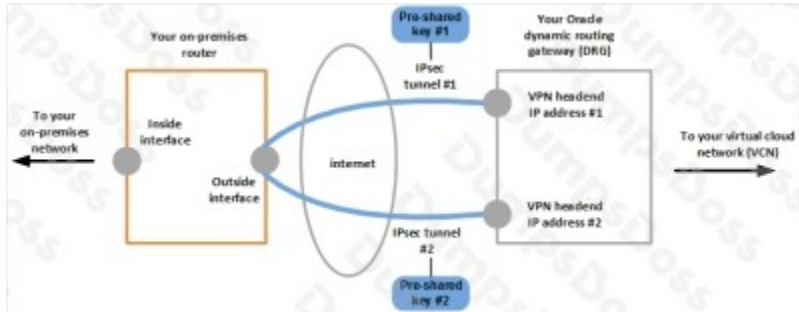 Pre-shared
key #1
Your on-premises
router
Your Oracle
dynamic routing
gateway (DRG)
IPsec
tunnel #1
VPN headend
IP address #1
To your
on-premises
network
Inside
interface
internet
To your virtual cloud
network (VCN)
Outside
interface
VPN headend
IP address #2
IPsec tunnel
#2
Pre-shared
key #2
DumpsDoss